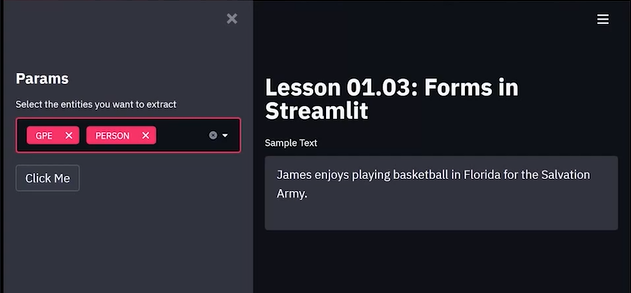 Params
Select the entities you want to extract
GPE
PERSON
Click Me
Lesson 01.03: Forms in
Streamlit
Sample Text
James enjoys playing basketball in Florida for the Salvation
Army.